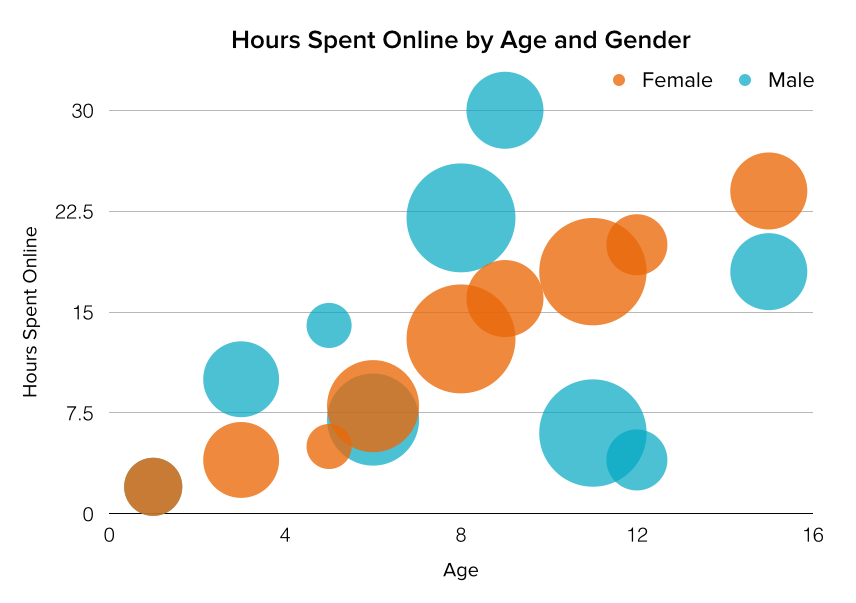 Hours Spent Online by Age and Gender
Female Male
30
22.5
15
7.5
0
Hours Spent Online
0 4 8 12 16
Age